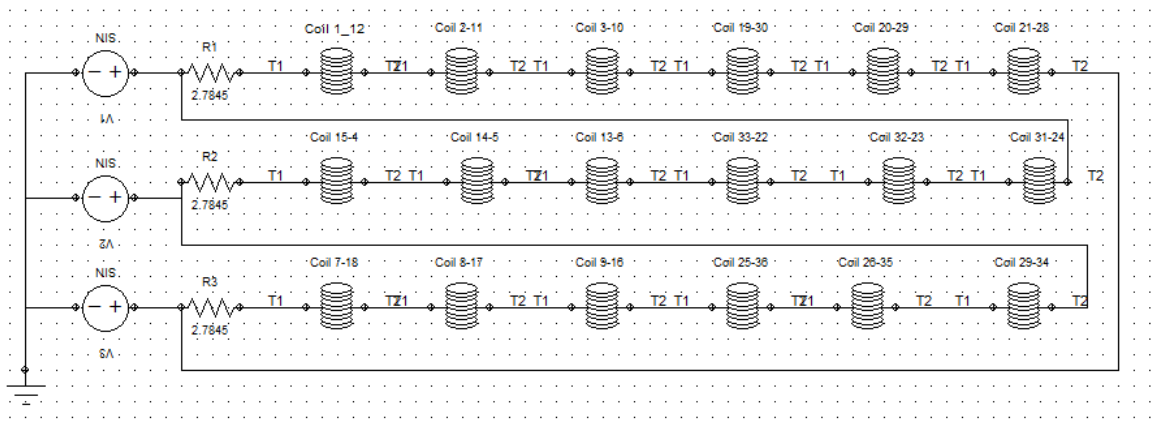 Coil 1_12 Coil 2-11 Coil 3-10 Coil 19-30 Coil 20-29 Coil 21-28
SIN
R1
T1 T2 T1 T2 T1 T2 T1 T2 T1 T2 T1 T2
2.7845
V1
Coil 15-4 Coil 14-5 Coil 13-6 Coil 33-22 Coil 32-23 Coil 31-24
SIN
R2
T1 T2 T1 T2 T1 T2 T1 T2 T1 T2 T1 T2
2.7845
V2
Coil 7-18 Coil 8-17 Coil 9-16 Coil 25-36 Coil 26-35 Coil 29-34
SIN
R3
T1 T2 T1 T2 T1 T2 T1 T2 T1 T2 T1 T2
2.7845
V3